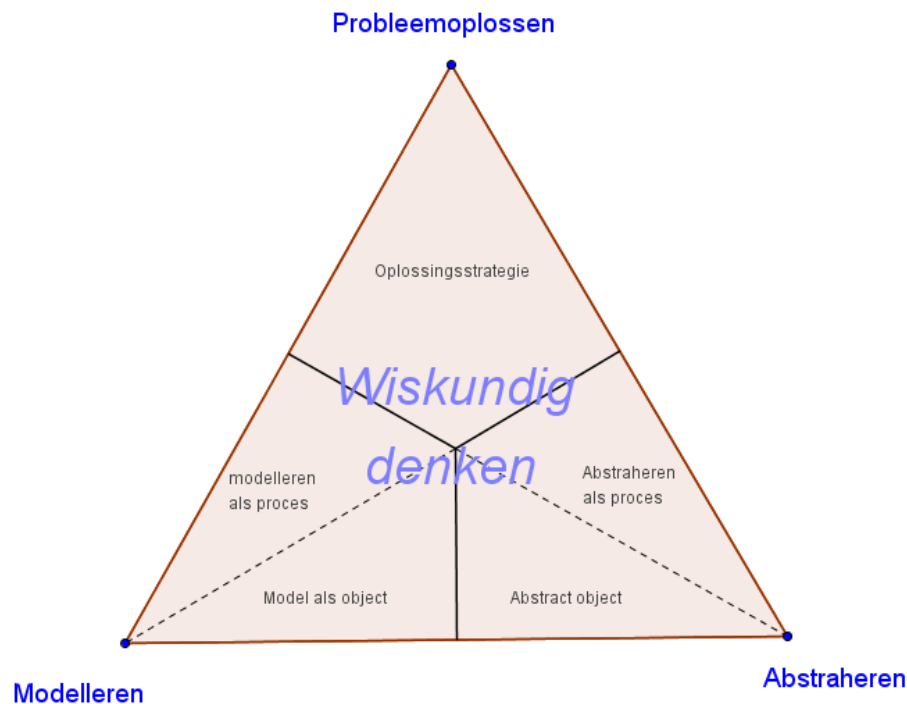 Probleemoplossen
Oplossingsstrategie
Wiskundig
denken
modelleren
als proces
Abstraheren
als proces
Model als object
Abstract object
Modelleren
Abstraheren